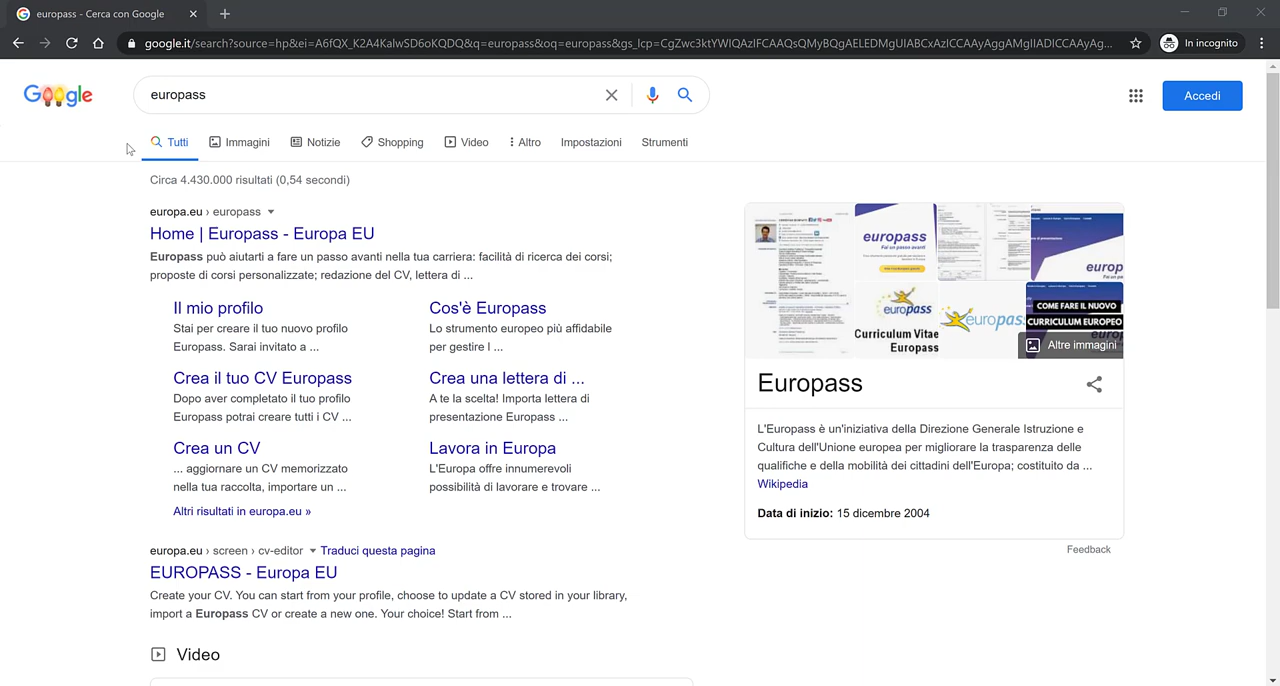 europass - Cerca con Google
google.it/search?source=hp&ei=A6fQX_K2A4KalwSD6oKQDQ&q=europass&oq=europass&gs_lcp=CgZwc3ktYWIQAzIFCAAQsQMyBQgAELEDMgUIABCxAzICCAAyAggAMgIIADICCAAyAg...
In incognito
Google
europass
Accedi
Tutti
Immagini
Notizie
Shopping
Video
Altro
Impostazioni
Strumenti
Circa 4.430.000 risultati (0,54 secondi)
europa.eu › europass
Home | Europass - Europa EU
Europass può aiutarti a fare un passo avanti nella tua carriera: facilità di ricerca dei corsi;
proposte di corsi personalizzate; redazione del CV, lettera di ...
Il mio profilo
Stai per creare il tuo nuovo profilo
Europass. Sarai invitato a ...
Cos'è Europass
Lo strumento europeo più affidabile
per gestire l ...
Crea il tuo CV Europass
Dopo aver completato il tuo profilo
Europass potrai creare tutti i CV ...
Crea una lettera di ...
A te la scelta! Importa lettera di
presentazione Europass ...
Crea un CV
... aggiornare un CV memorizzato
nella tua raccolta, importare un ...
Lavora in Europa
L'Europa offre innumerevoli
possibilità di lavorare e trovare ...
Altri risultati in europa.eu »
europa.eu › screen › cv-editor
Traduci questa pagina
EUROPASS - Europa EU
Create your CV. You can start from your profile, choose to update a CV stored in your library,
import a Europass CV or create a new one. Your choice! Start from ...
Video
europass
Fai un passo avanti
europ
europass
Curriculum Vitae
Europass
europass
COME FARE IL NUOVO
CURRICULUM EUROPEO
Altre immagini
Europass
L'Europass è un'iniziativa della Direzione Generale Istruzione e
Cultura dell'Unione europea per migliorare la trasparenza delle
qualifiche e della mobilità dei cittadini dell'Europa; costituito da ...
Wikipedia
Data di inizio: 15 dicembre 2004
Feedback